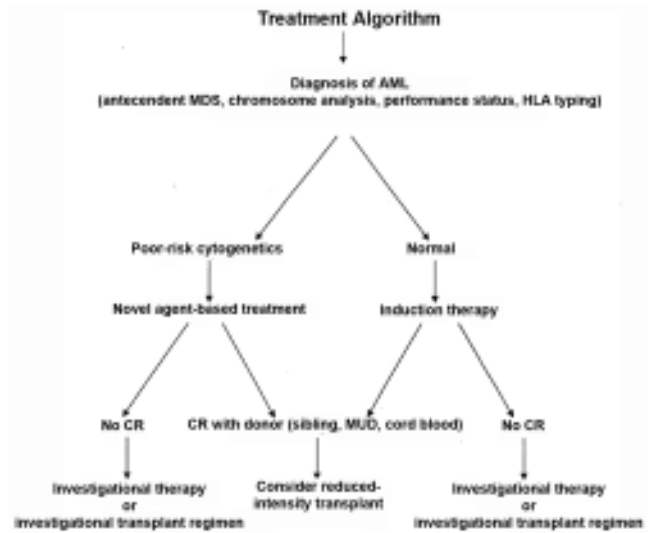 Treatment Algorithm
Diagnosis of AML
(antecendent MDS, chromosome analysis, performance status, HLA typing)
Poor-risk cytogenetics
Normal
Novel agent-based treatment
Induction therapy
No CR
CR with donor (sibling, MUD, cord blood)
No CR
Investigational therapy
or
Investigational transplant regimen
Consider reduced-
intensity transplant
Investigational therapy
or
Investigational transplant regimen